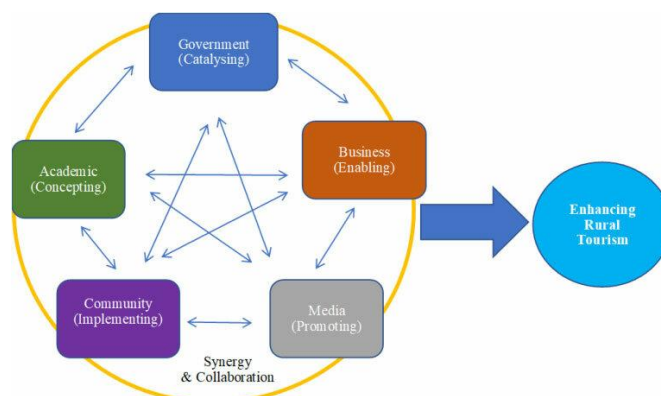 Government
(Catalysing)
Academic
(Concepting)
Business
(Enabling)
Enhancing
Rural
Tourism
Community
(Implementing)
Media
(Promoting)
Synergy
& Collaboration